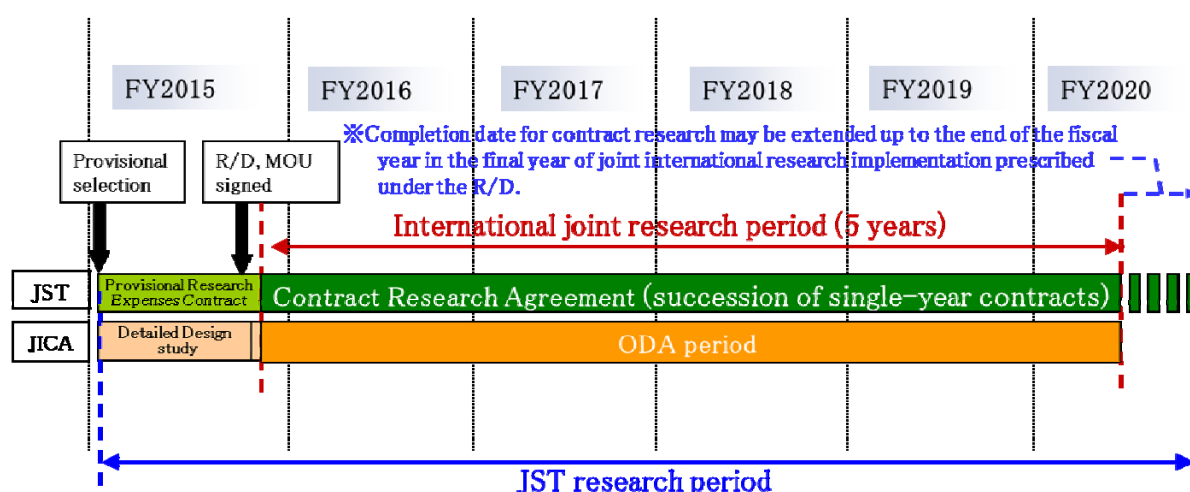 FY2015
FY2016
FY2017
FY2018
FY2019
FY2020
※Completion date for contract research may be extended up to the end of the fiscal
year in the final year of joint international research implementation prescribed
under the R/D.
Provisional
selection
R/D, MOU
signed
International joint research period (5 years)
JST
Provisional Research
Expenses Contract
Contract Research Agreement (succession of single-year contracts)
JICA
Detailed Design
study
ODA period
JST research period